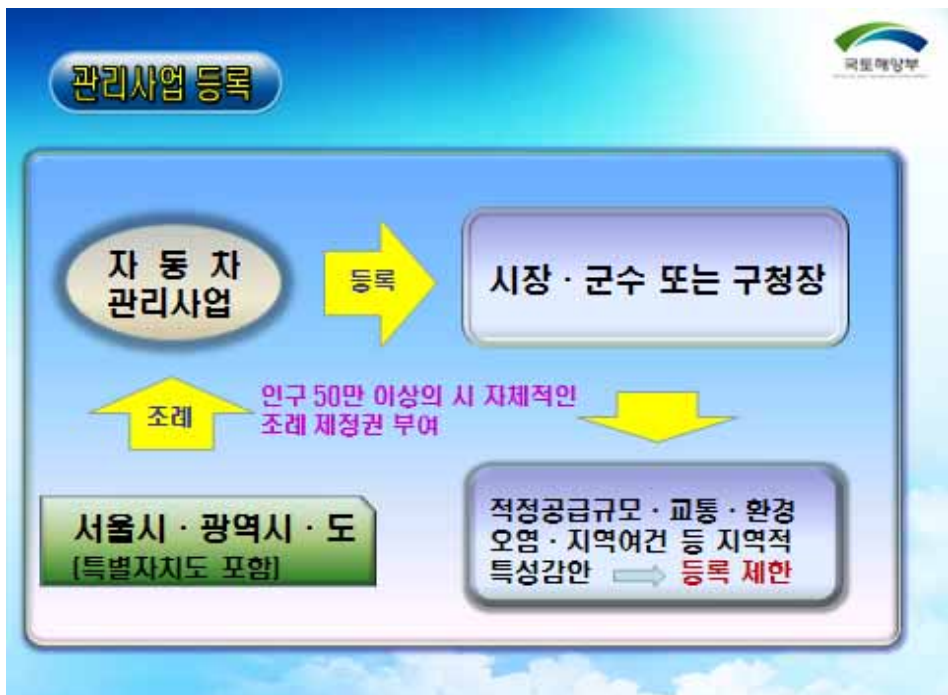 국토해양부
관리사업 등록
자 동 차
관리사업
등록
시장 · 군수 또는 구청장
조례
인구 50만 이상의 시 자체적인
조례 제정권 부여
서울시 · 광역시 · 도
[특별자치도 포함]
적정공급규모 · 교통 · 환경
오염 · 지역여건 등 지역적
특성감안 등록 제한